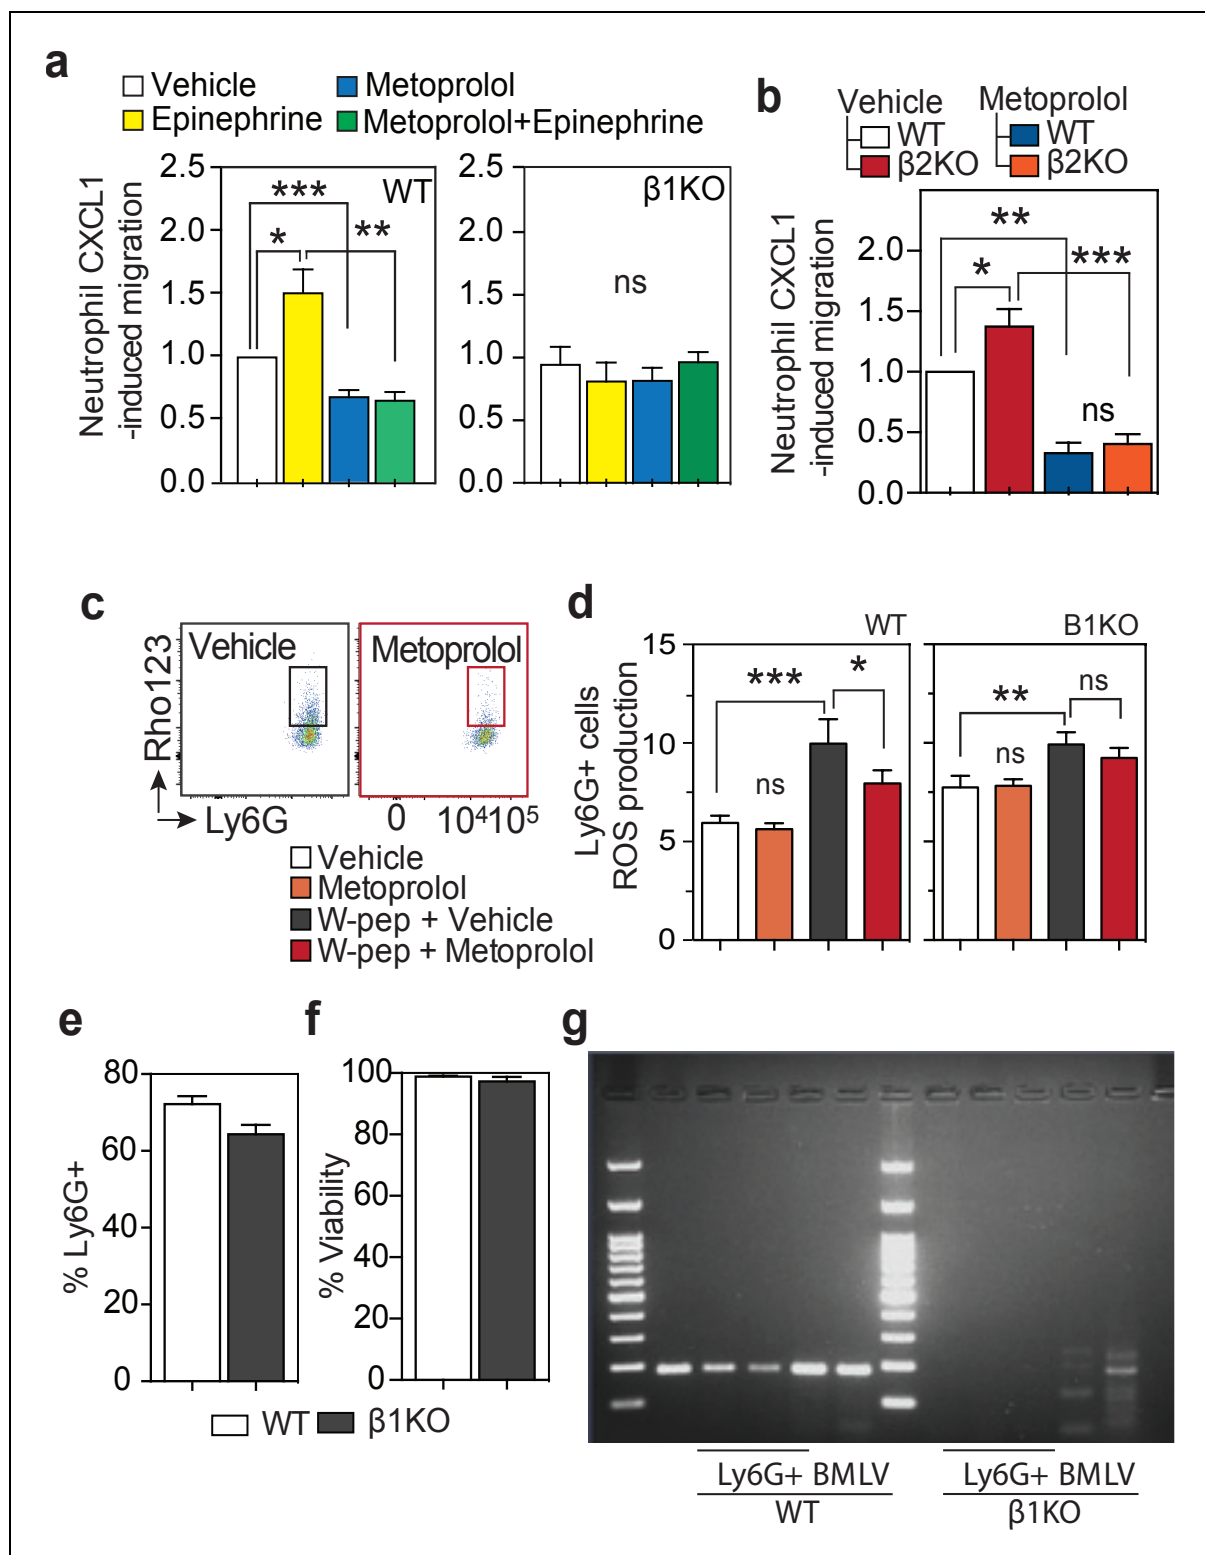 a
Vehicle Metoprolol
Epinephrine Metoprolol+Epinephrine
Neutrophil CXCL1
-induced migration
2.5
2.0
1.5
1.0
0.5
0.0
WT
***
* **
2.5
2.0
1.5
1.0
0.5
0.0
β1KO
ns
b
Vehicle Metoprolol
WT WT
β2KO β2KO
Neutrophil CXCL1
-induced migration
2.0
1.5
1.0
0.5
0.0
**
* ***
ns
c
Vehicle Metoprolol
Rho123
Ly6G 0 10⁴10⁵
Vehicle
Metoprolol
W-pep + Vehicle
W-pep + Metoprolol
d
WT B1KO
Ly6G+ cells
ROS production
15
10
5
0
*** *
ns
** ns
ns
e
% Ly6G+
80
60
40
20
0
f
% Viability
100
80
60
40
20
0
WT β1KO
g
Ly6G+ BMLV Ly6G+ BMLV
WT β1KO